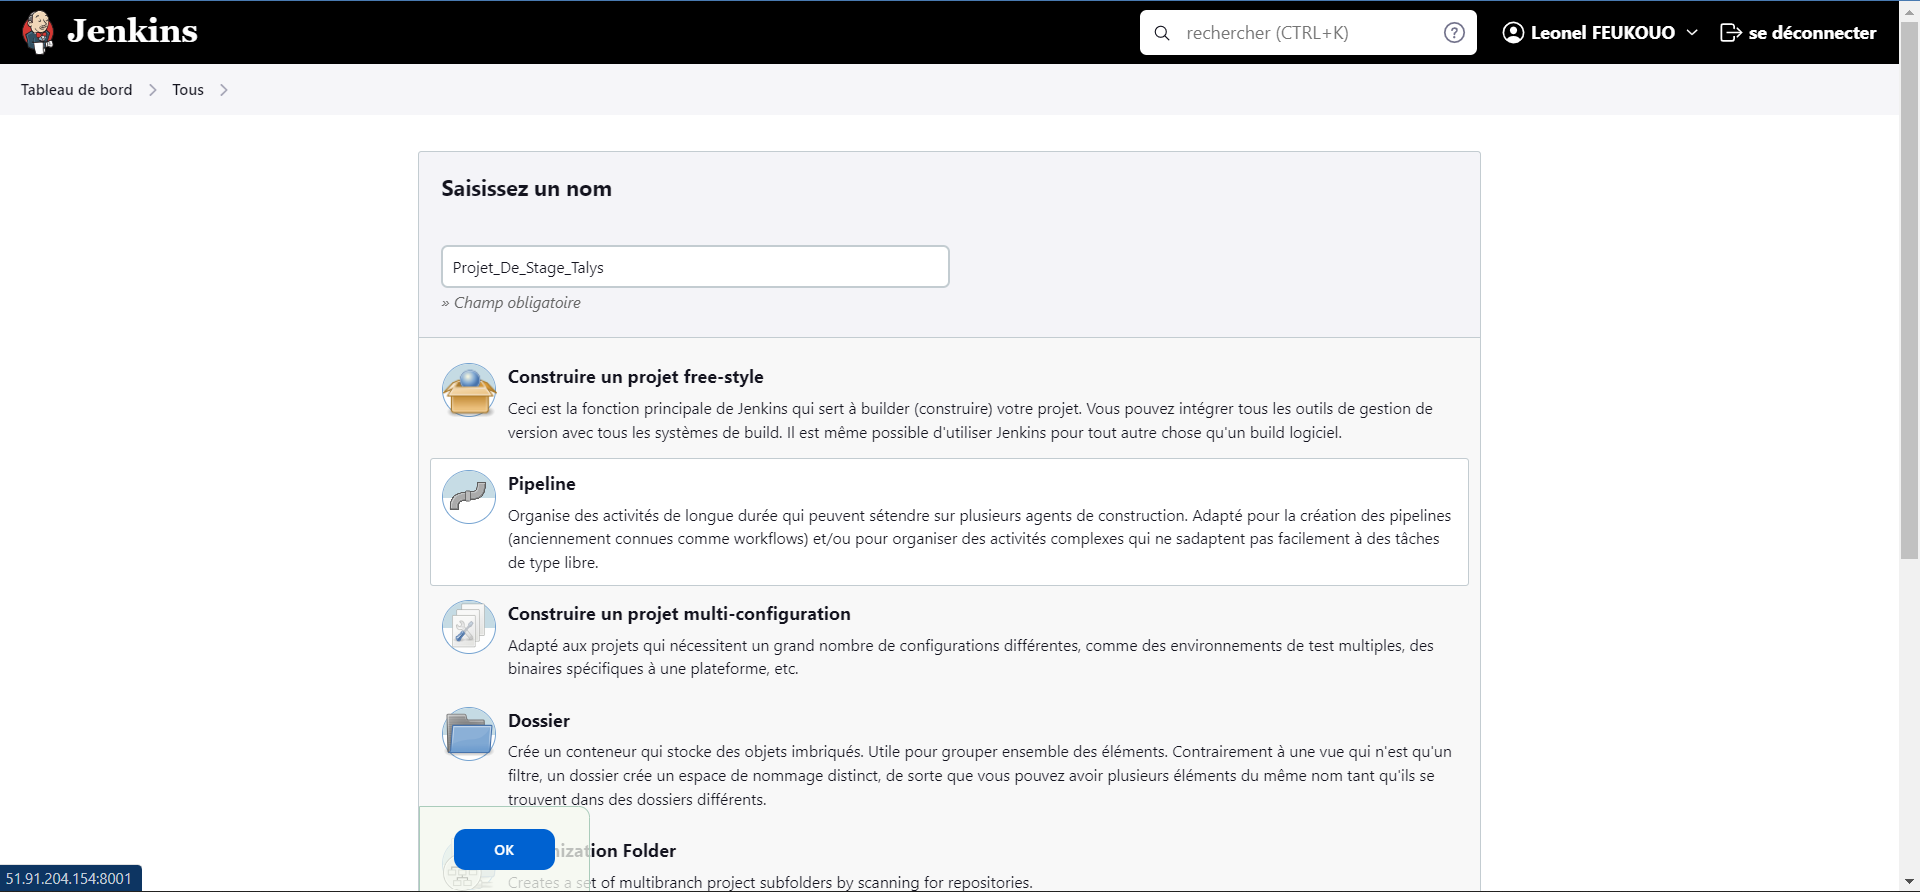 Jenkins
rechercher (CTRL+K)
Leonel FEUKOUO
se déconnecter
Tableau de bord
Tous
Saisissez un nom
Projet_De_Stage_Talys
» Champ obligatoire
Construire un projet free-style
Ceci est la fonction principale de Jenkins qui sert à builder (construire) votre projet. Vous pouvez intégrer tous les outils de gestion de
version avec tous les systèmes de build. Il est même possible d'utiliser Jenkins pour tout autre chose qu'un build logiciel.
Pipeline
Organise des activités de longue durée qui peuvent sétendre sur plusieurs agents de construction. Adapté pour la création des pipelines
(anciennement connues comme workflows) et/ou pour organiser des activités complexes qui ne sadaptent pas facilement à des tâches
de type libre.
Construire un projet multi-configuration
Adapté aux projets qui nécessitent un grand nombre de configurations différentes, comme des environnements de test multiples, des
binaires spécifiques à une plateforme, etc.
Dossier
Crée un conteneur qui stocke des objets imbriqués. Utile pour grouper ensemble des éléments. Contrairement à une vue qui n'est qu'un
filtre, un dossier crée un espace de nommage distinct, de sorte que vous pouvez avoir plusieurs éléments du même nom tant qu'ils se
trouvent dans des dossiers différents.
OK
Folder
Creates a set of multibranch project subfolders by scanning for repositories.
51.91.204.154:8001